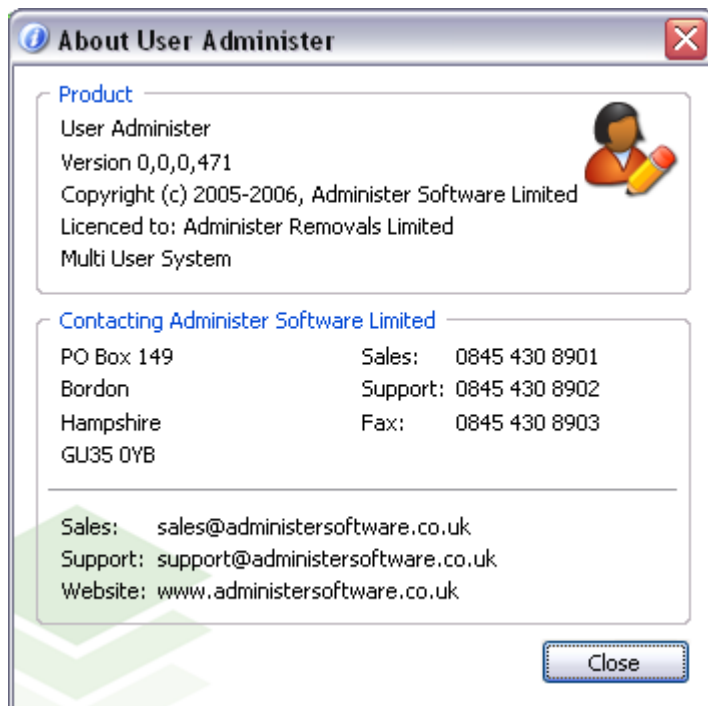 About User Administer
Product
User Administer
Version 0,0,0,471
Copyright (c) 2005-2006, Administer Software Limited
Licenced to: Administer Removals Limited
Multi User System
Contacting Administer Software Limited
PO Box 149 Sales: 0845 430 8901
Bordon Support: 0845 430 8902
Hampshire Fax: 0845 430 8903
GU35 0YB
Sales: sales@administersoftware.co.uk
Support: support@administersoftware.co.uk
Website: www.administersoftware.co.uk
Close